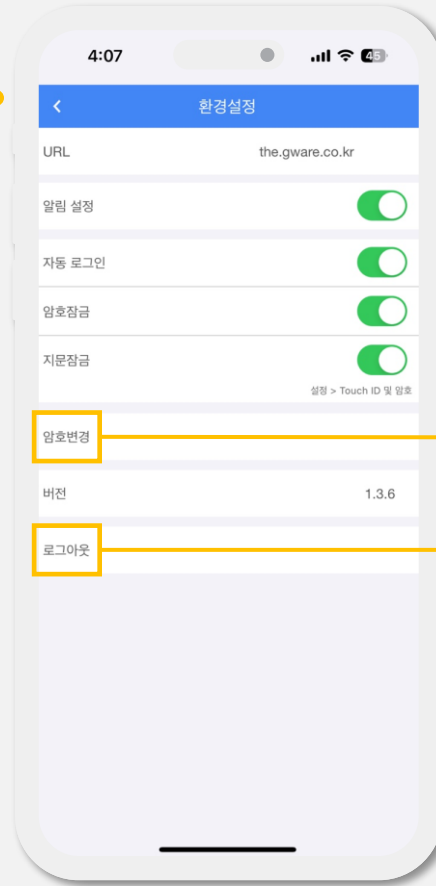 4:07
45
환경설정
URL the.gware.co.kr
알림 설정
자동 로그인
암호잠금
지문잠금
설정 > Touch ID 및 암호
암호변경
버전 1.3.6
로그아웃